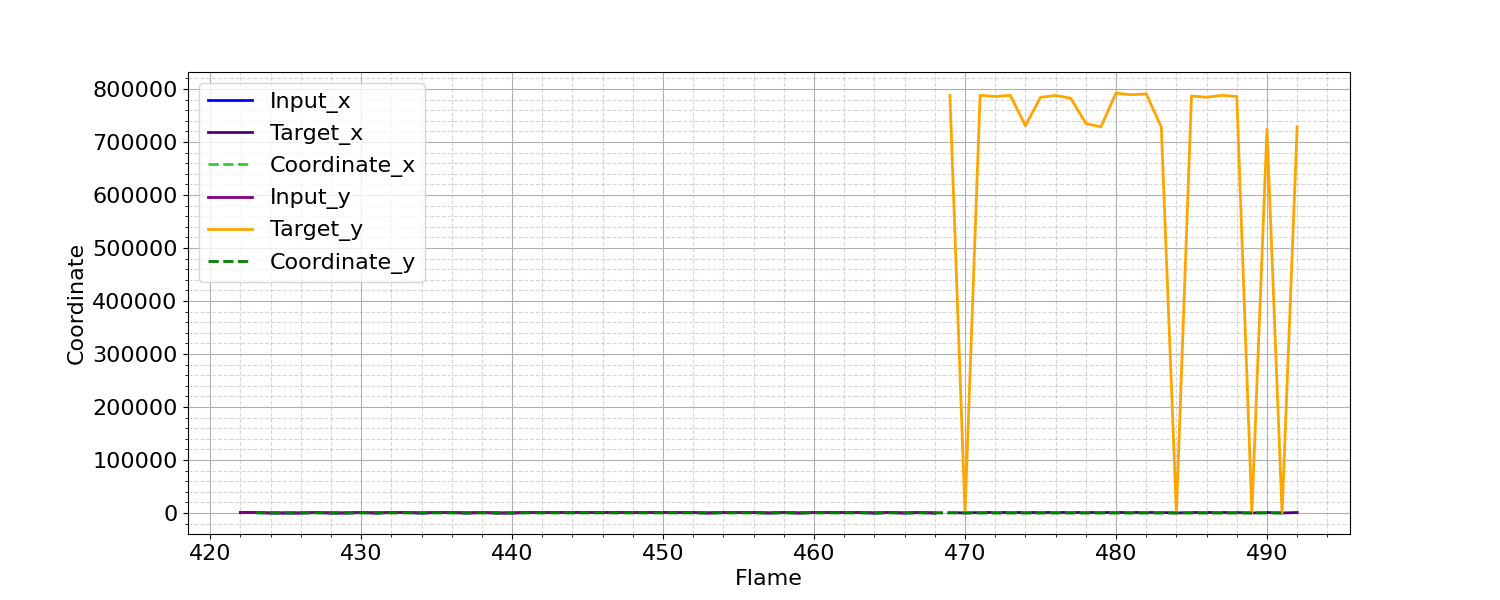 800000
700000
600000
500000
400000
300000
200000
100000
0
Coordinate
Input_x
Target_x
Coordinate_x
Input_y
Target_y
Coordinate_y
420 430 440 450 460 470 480 490
Flame